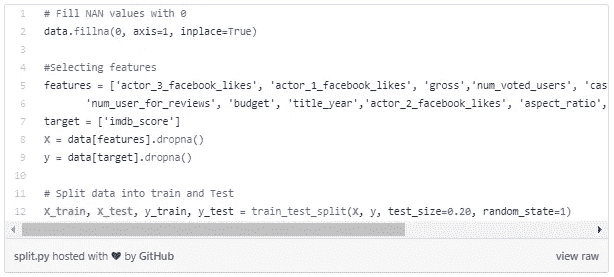 1 # Fill NAN values with 0
2 data.fillna(0, axis=1, inplace=True)
3
4 #Selecting features
5 features = ['actor_3_facebook_likes', 'actor_1_facebook_likes', 'gross','num_voted_users', 'cas
6 'num_user_for_reviews', 'budget', 'title_year','actor_2_facebook_likes', 'aspect_ratio',
7 target = ['imdb_score']
8 X = data[features].dropna()
9 y = data[target].dropna()
10
11 # Split data into train and Test
12 X_train, X_test, y_train, y_test = train_test_split(X, y, test_size=0.20, random_state=1)
split.py hosted with ❤ by GitHub view raw